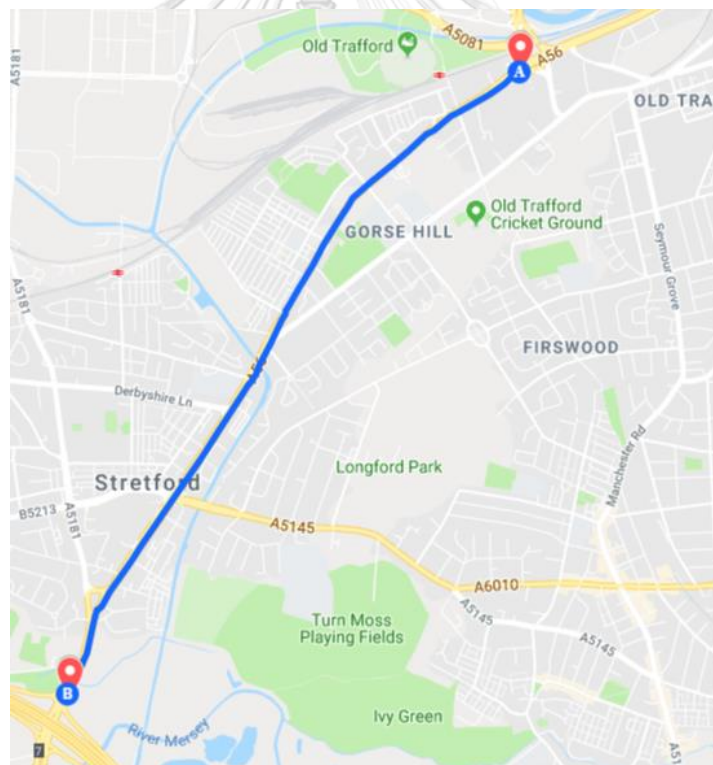 A5081
Old Trafford
A56
A
A5181
OLD TRA
Old Trafford
Cricket Ground
GORSE HILL
Seymour Grove
A5181
FIRSWOOD
A56
Derbyshire Ln
Longford Park
Manchester Rd
Stretford
B5213
A5181
A5145
A6010
A5145
Turn Moss
Playing Fields
A5145
B
Ivy Green
River Mersey
7
A51